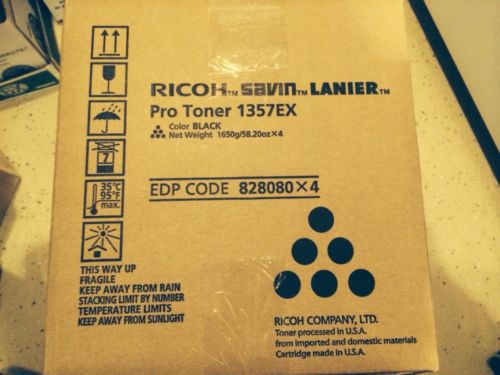 RICOH™ savin™ LANIER™
Pro Toner 1357EX
Color BLACK
Net Weight 1650g/58.20oz×4
EDP CODE 828080×4
7
35°C
95°F
max.
THIS WAY UP
FRAGILE
KEEP AWAY FROM RAIN
STACKING LIMIT BY NUMBER
TEMPERATURE LIMITS
KEEP AWAY FROM SUNLIGHT
RICOH COMPANY, LTD.
Toner processed in U.S.A.
from imported and domestic materials
Cartridge made in U.S.A.